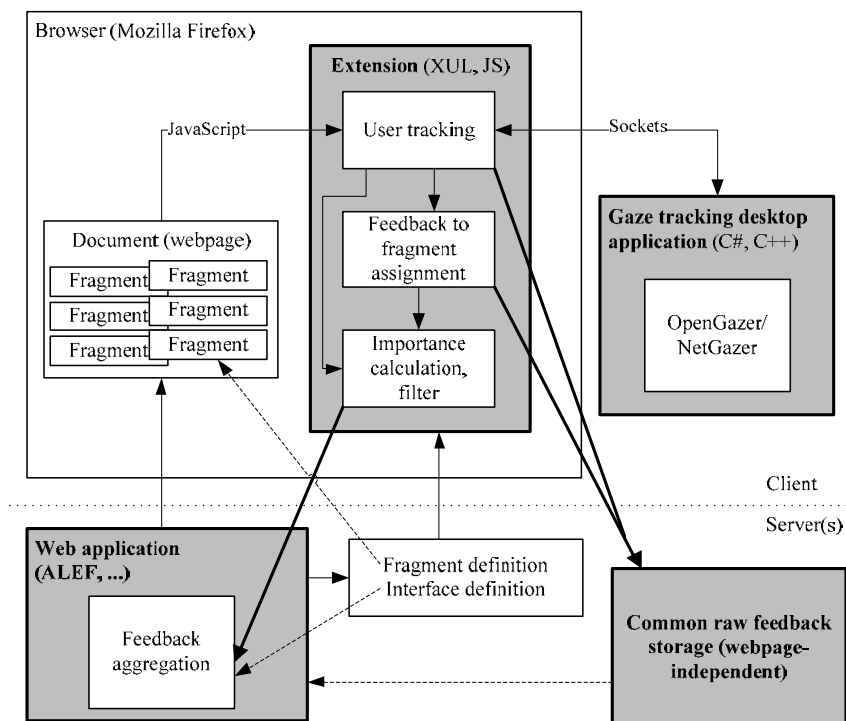 Browser (Mozilla Firefox)
Extension (XUL, JS)
JavaScript
User tracking
Sockets
Document (webpage)
Fragment
Fragment
Fragment
Fragment
Fragment
Fragment
Feedback to
fragment
assignment
Importance
calculation,
filter
Gaze tracking desktop
application (C#, C++)
OpenGazer/
NetGazer
Client
Server(s)
Web application
(ALEF, ...)
Feedback
aggregation
Fragment definition
Interface definition
Common raw feedback
storage (webpage-
independent)